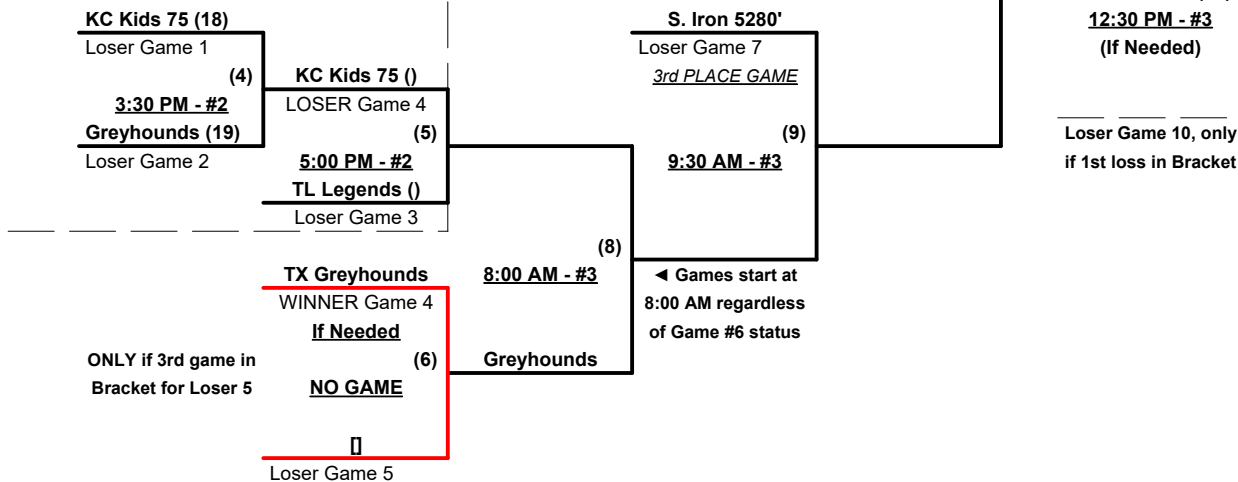 KC Kids 75 (18)
Loser Game 1
(4)
3:30 PM - #2
Greyhounds (19)
Loser Game 2
KC Kids 75 ()
LOSER Game 4
(5)
5:00 PM - #2
TL Legends ()
Loser Game 3
S. Iron 5280'
Loser Game 7
3rd PLACE GAME
(9)
9:30 AM - #3
12:30 PM - #3
(If Needed)
Loser Game 10, only
if 1st loss in Bracket
(8)
8:00 AM - #3
◄ Games start at
8:00 AM regardless
of Game #6 status
TX Greyhounds
WINNER Game 4
If Needed
(6)
NO GAME
[]
Loser Game 5
ONLY if 3rd game in
Bracket for Loser 5
Greyhounds